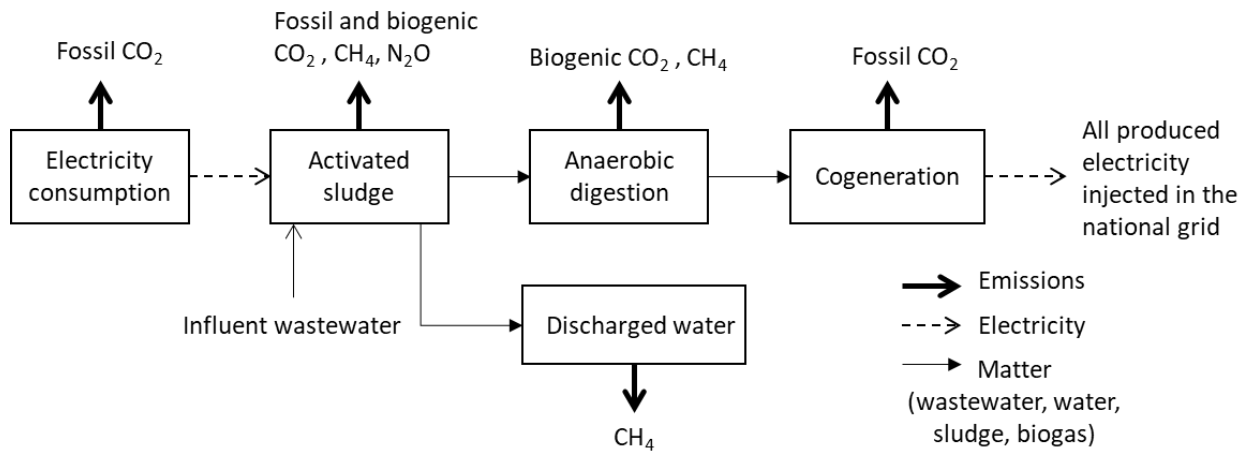 Fossil CO₂
Fossil and biogenic
CO₂ , CH₄, N₂O
Biogenic CO₂ , CH₄
Fossil CO₂
Electricity
consumption
Activated
sludge
Anaerobic
digestion
Cogeneration
All produced
electricity
injected in the
national grid
Influent wastewater
Discharged water
CH₄
Emissions
Electricity
Matter
(wastewater, water,
sludge, biogas)